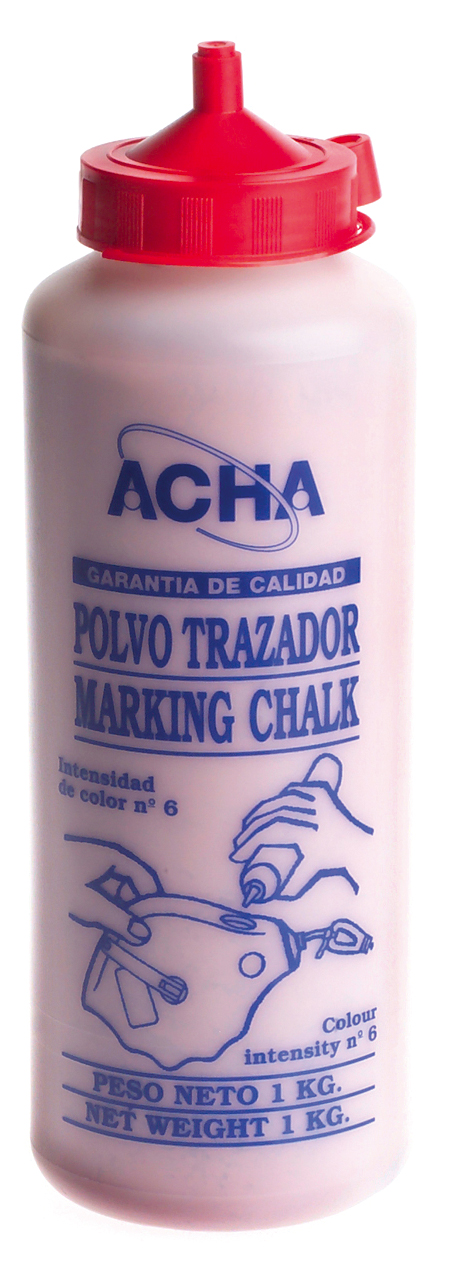 ACHA
GARANTIA DE CALIDAD
POLVO TRAZADOR
MARKING CHALK
Intensidad
de color nº 6
Colour
intensity nº 6
PESO NETO 1 KG.
NET WEIGHT 1 KG.